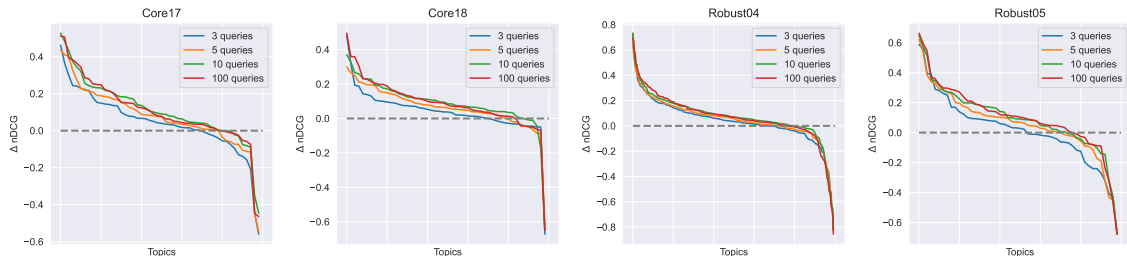 Core17
Δ nDCG
0.4
0.2
0.0
−0.2
−0.4
−0.6
3 queries
5 queries
10 queries
100 queries
Topics
Core18
Δ nDCG
0.4
0.2
0.0
−0.2
−0.4
−0.6
3 queries
5 queries
10 queries
100 queries
Topics
Robust04
Δ nDCG
0.8
0.6
0.4
0.2
0.0
−0.2
−0.4
−0.6
−0.8
3 queries
5 queries
10 queries
100 queries
Topics
Robust05
Δ nDCG
0.6
0.4
0.2
0.0
−0.2
−0.4
−0.6
3 queries
5 queries
10 queries
100 queries
Topics